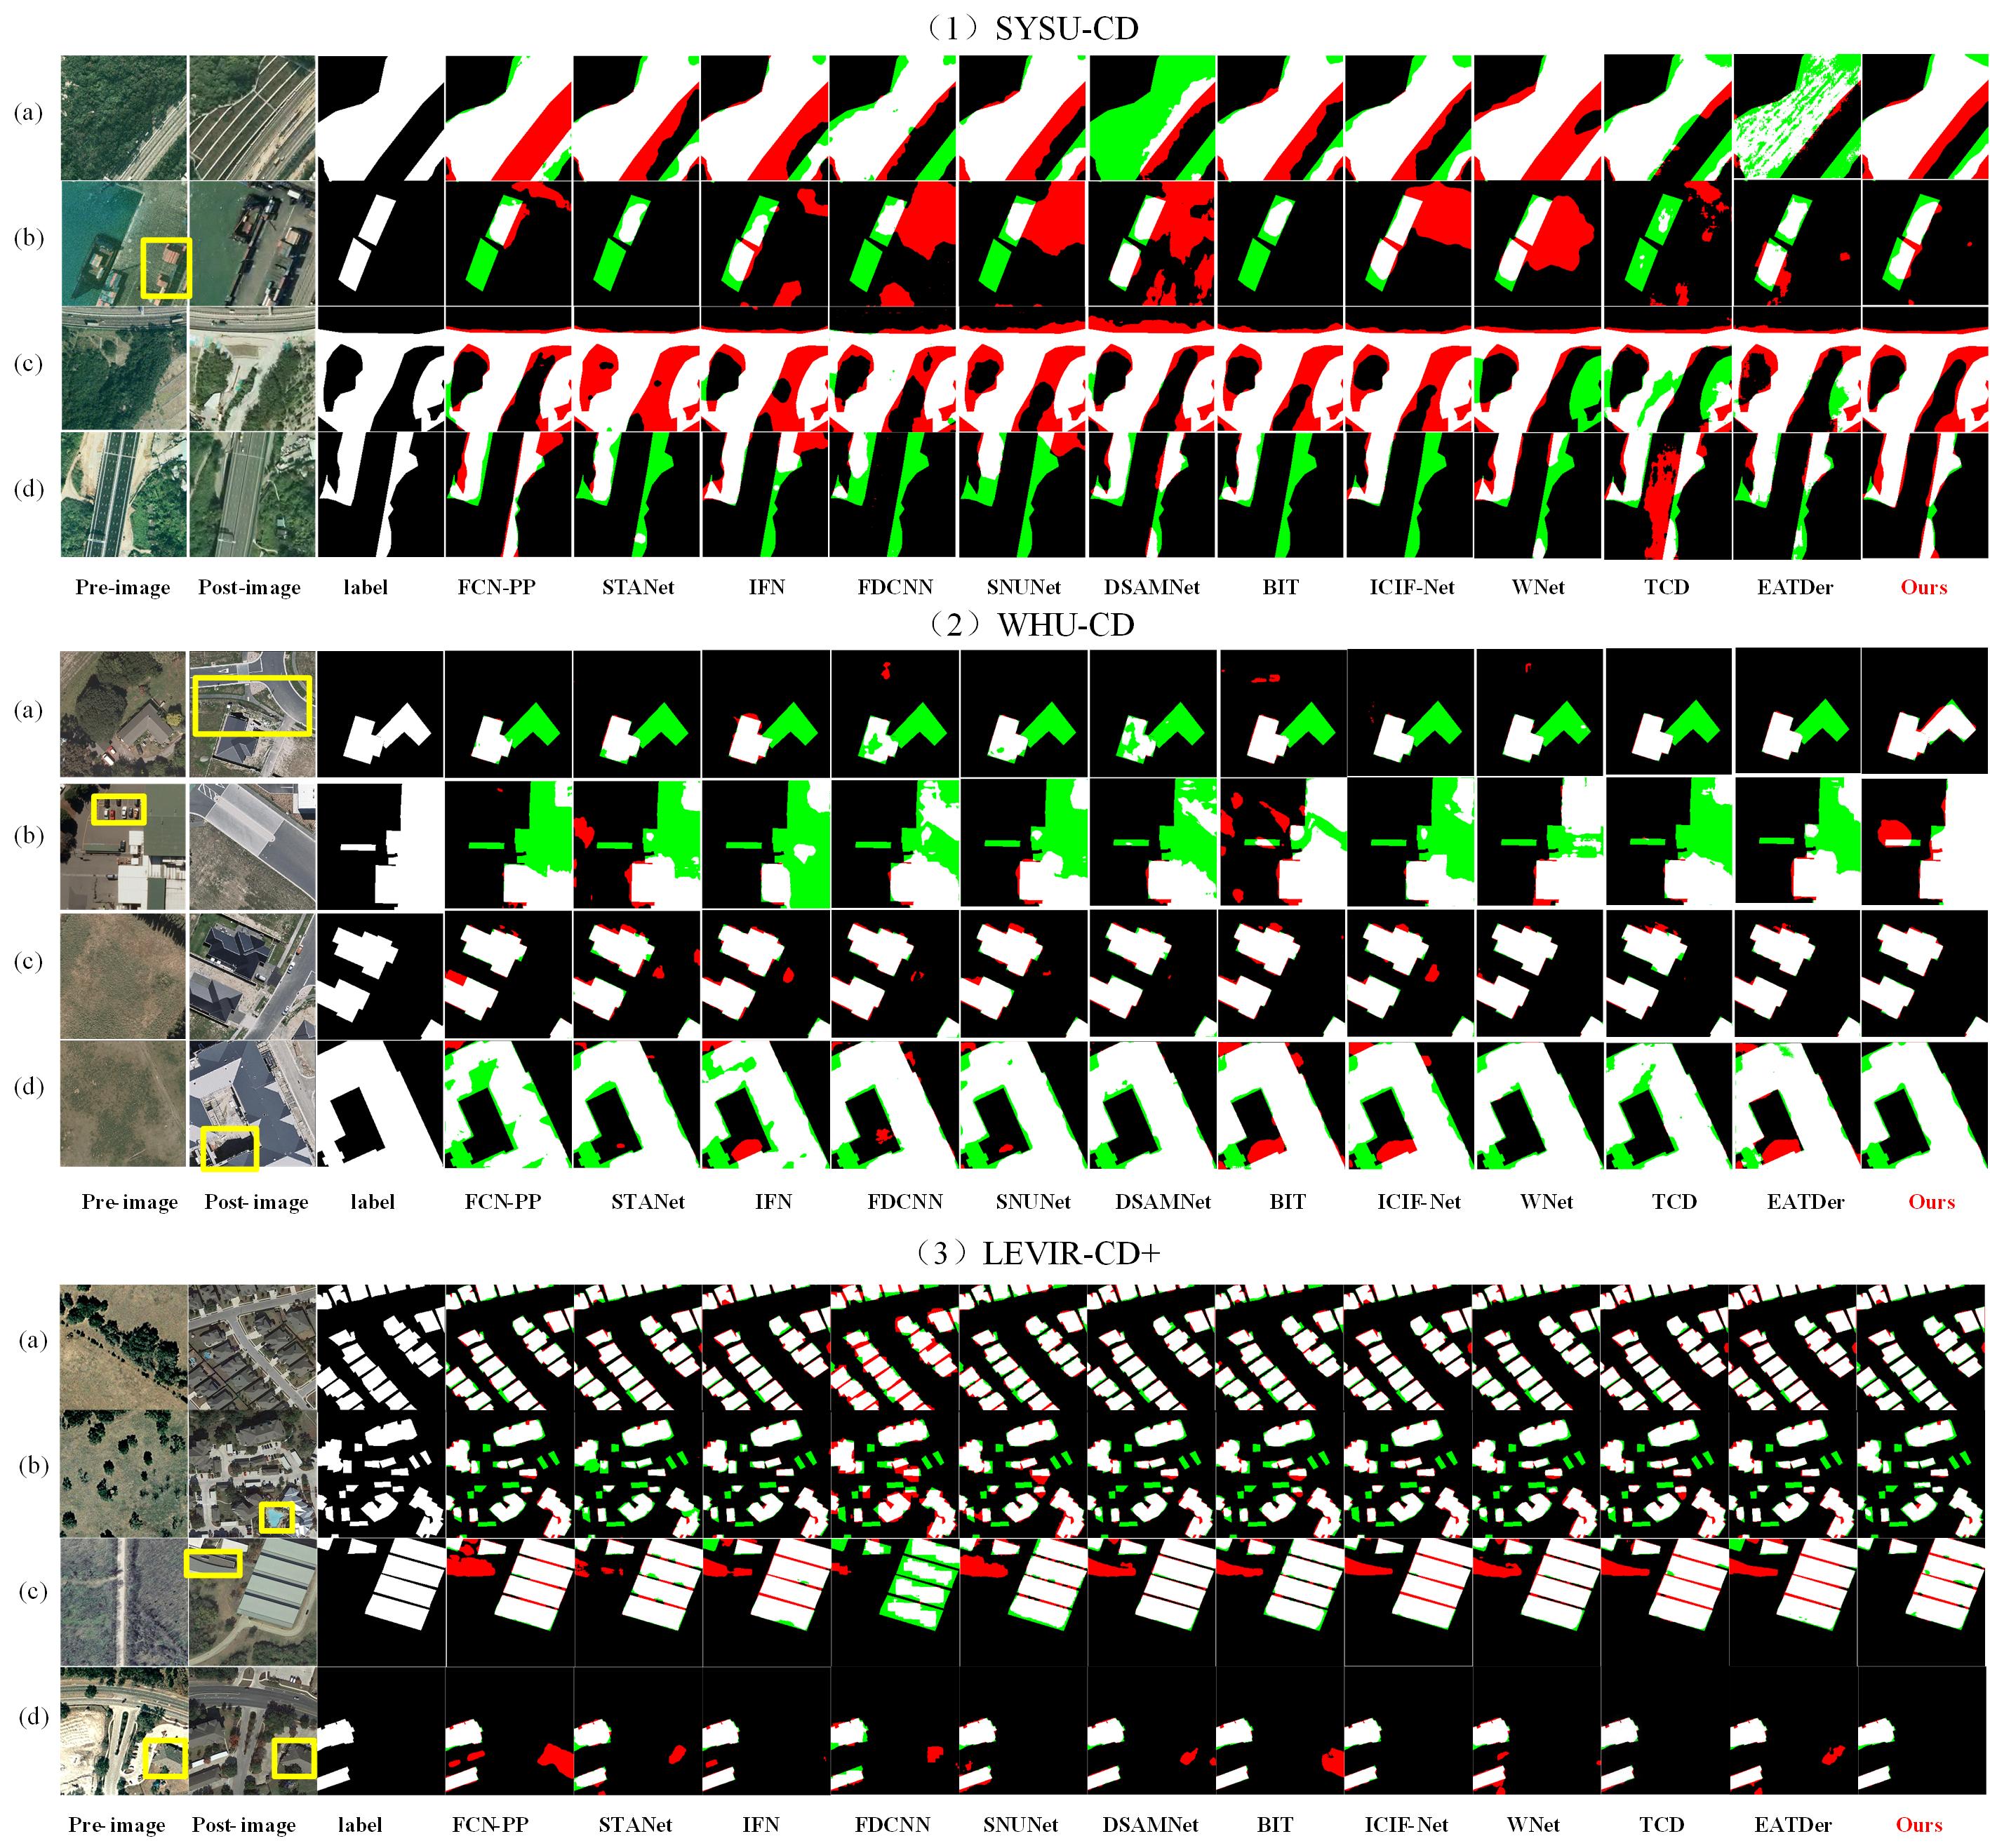 （1）SYSU-CD
(a)
(b)
(c)
(d)
Pre-image Post-image label FCN-PP STANet IFN FDCNN SNUNet DSAMNet BIT ICIF-Net WNet TCD EATDer Ours
（2）WHU-CD
(a)
(b)
(c)
(d)
Pre-image Post-image label FCN-PP STANet IFN FDCNN SNUNet DSAMNet BIT ICIF-Net WNet TCD EATDer Ours
（3）LEVIR-CD+
(a)
(b)
(c)
(d)
Pre-image Post-image label FCN-PP STANet IFN FDCNN SNUNet DSAMNet BIT ICIF-Net WNet TCD EATDer Ours